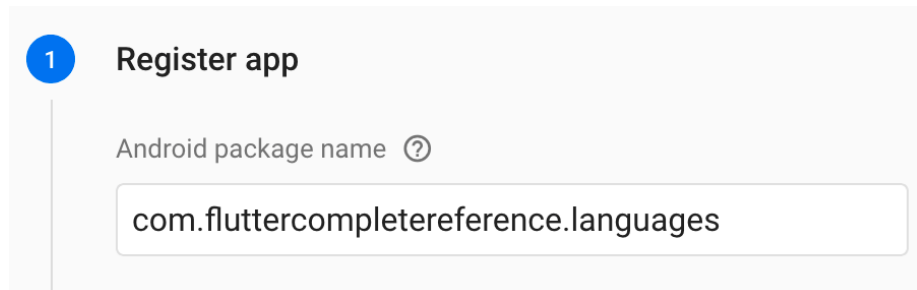 1 Register app
Android package name ?
com.fluttercompletereference.languages